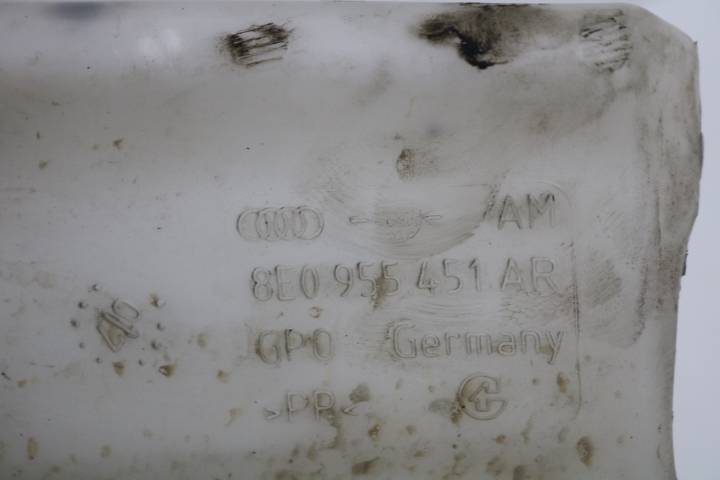 AM
8E0 955 451 AR
GPO Germany
>PP<